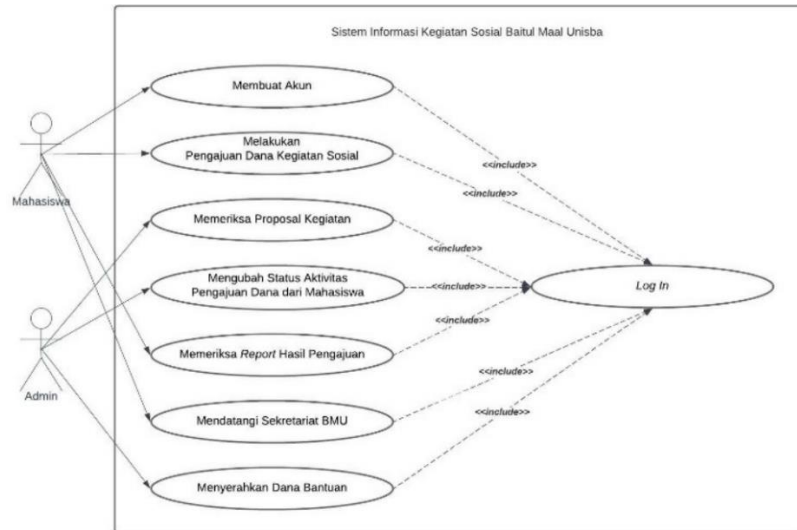 Sistem Informasi Kegiatan Sosial Baitul Maal Unisba
Membuat Akun
Melakukan
Pengajuan Dana Kegiatan Sosial
<<include>>
<<include>>
Mahasiswa
Memeriksa Proposal Kegiatan
<<include>>
Mengubah Status Aktivitas
Pengajuan Dana dari Mahasiswa
<<include>>
Log In
<<include>>
Memeriksa Report Hasil Pengajuan
Admin
<<include>>
Mendatangi Sekretariat BMU
<<include>>
Menyerahkan Dana Bantuan